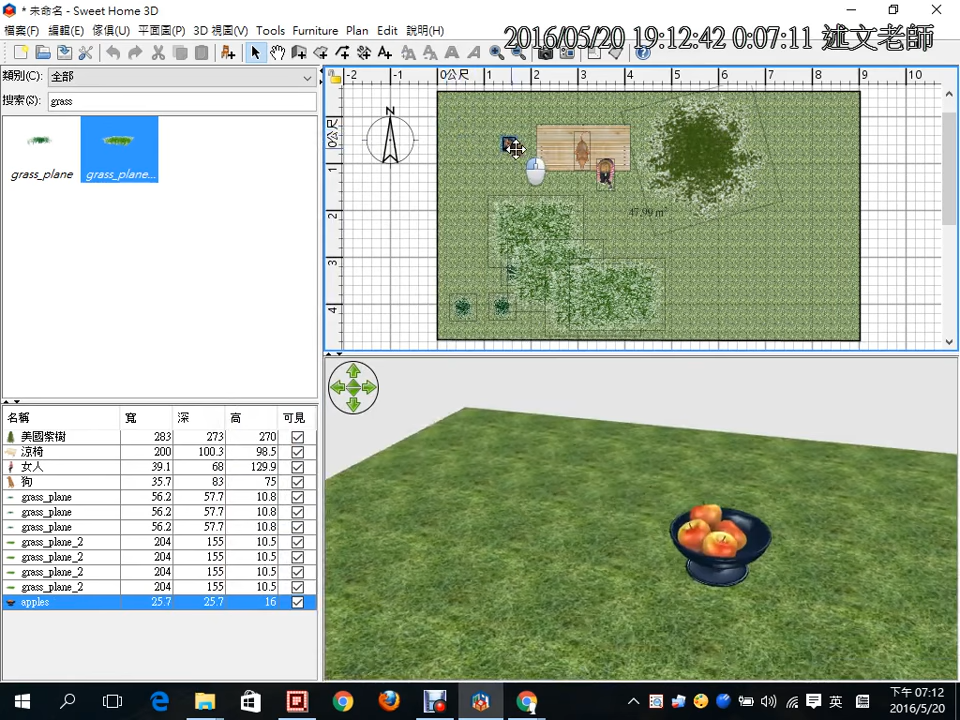 * 未命名 - Sweet Home 3D
檔案(F) 編輯(E) 傢俱(U) 平面圖(P) 3D 視圖(V) Tools Furniture Plan Edit 說明(H)
2016/05/20 19:12:42 0:07:11 述文老師
類別(C): 全部
搜索(S): grass
grass_plane
grass_plane...
-2 -1 0公尺 1 2 3 4 5 6 7 8 9 10
0公尺
1
2
3
4
N
47.99 m²
名稱 寬 深 高 可見
美國紫樹 283 273 270
涼椅 200 100.3 98.5
女人 39.1 68 129.9
狗 35.7 83 75
grass_plane 56.2 57.7 10.8
grass_plane 56.2 57.7 10.8
grass_plane 56.2 57.7 10.8
grass_plane_2 204 155 10.5
grass_plane_2 204 155 10.5
grass_plane_2 204 155 10.5
grass_plane_2 204 155 10.5
apples 25.7 25.7 16
英
下午 07:12
2016/5/20